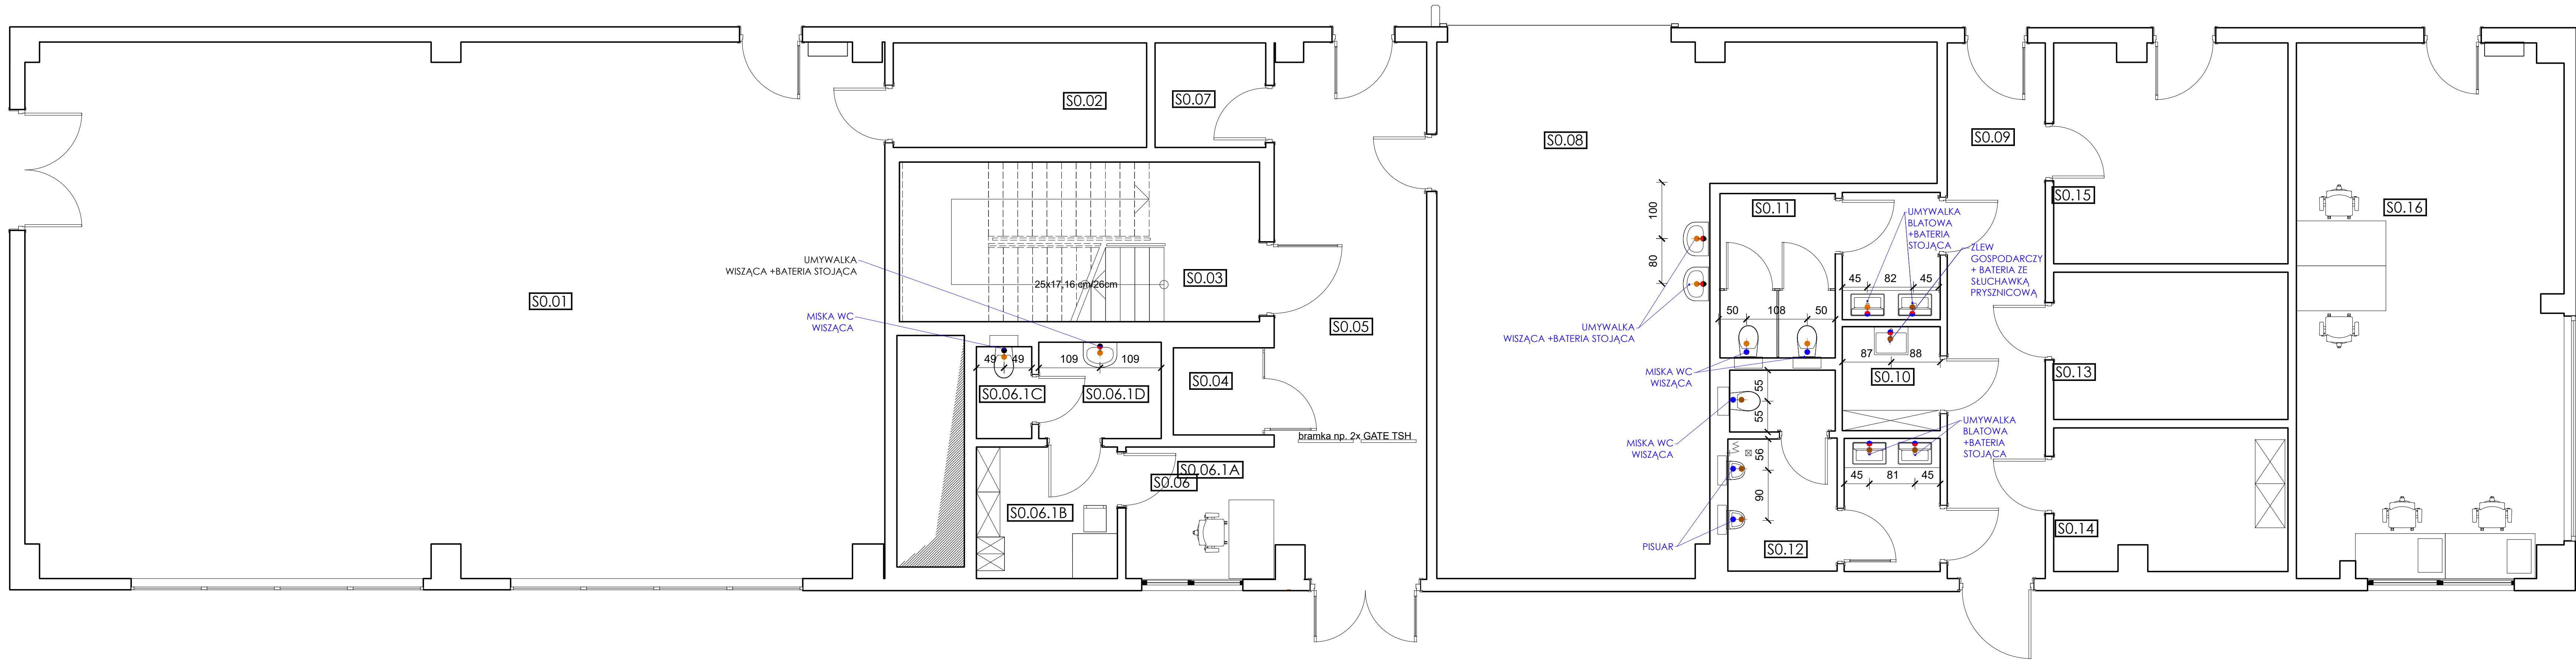 S0.01
S0.02
S0.07
S0.08
S0.09
S0.15
S0.16
S0.11
100
80
UMYWALKA
BLATOWA
+BATERIA
STOJĄCA
ZLEW
GOSPODARCZY
+ BATERIA ZE
SŁUCHAWKĄ
PRYSZNICOWĄ
UMYWALKA
WISZĄCA +BATERIA STOJĄCA
S0.03
25x17,16 cm/26cm
45
82
45
MISKA WC
WISZĄCA
S0.05
50
108
50
UMYWALKA
WISZĄCA +BATERIA STOJĄCA
49
49
109
109
87
88
S0.04
S0.10
S0.13
MISKA WC
WISZĄCA
S0.06.1C
S0.06.1D
55
55
bramka np. 2x GATE TSH
UMYWALKA
BLATOWA
+BATERIA
STOJĄCA
MISKA WC
WISZĄCA
56
S0.06.1A
S0.06
45
81
45
90
S0.06.1B
S0.14
PISUAR
S0.12